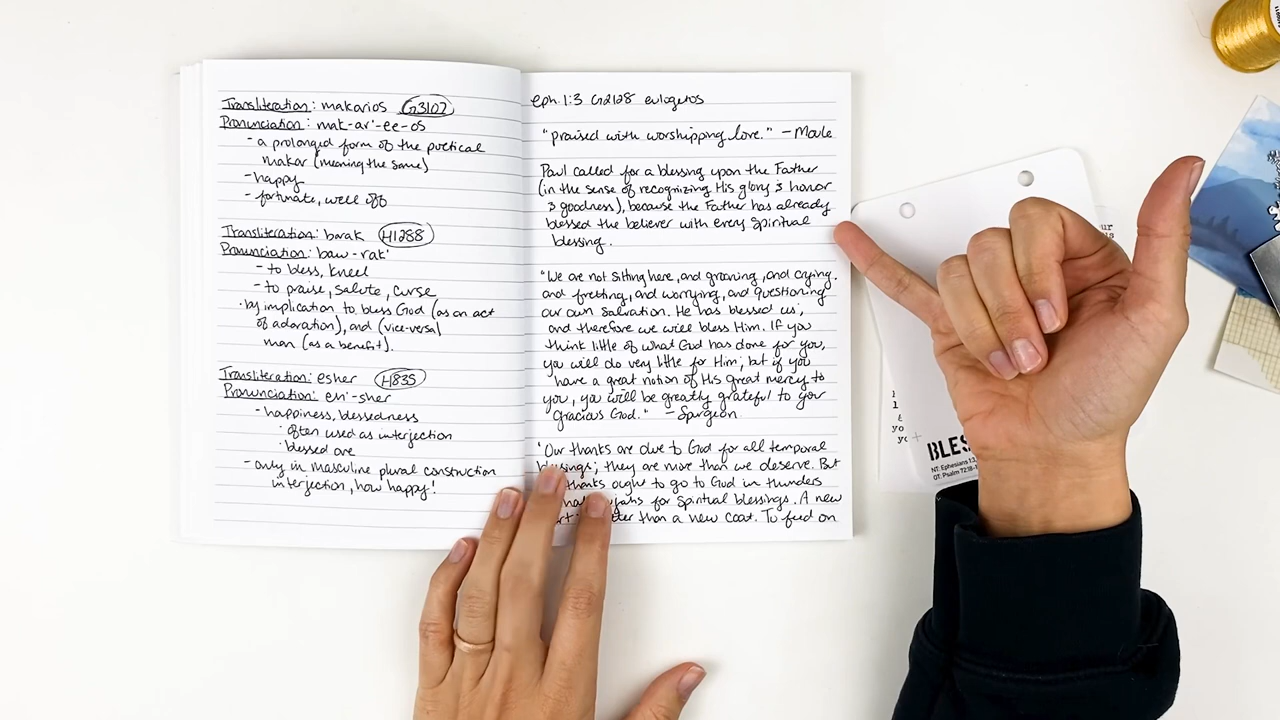 Transliteration: makarios G3107
Pronunciation: mak-ar'-ee-os
- a prolonged form of the poetical
makar (meaning the same)
- happy
- fortunate, well off
Transliteration: barak H1288
Pronunciation: baw-rak'
- to bless, kneel
- to praise, salute, curse
· by implication to bless God (as an act
of adoration), and (vice-versa)
man (as a benefit).
Transliteration: esher H835
Pronunciation: eh'-sher
- happiness, blessedness
· often used as interjection
· blessed are
- only in masculine plural construction
interjection, how happy!
Eph. 1:3 G2128 eulogetos
"praised with worshipping love." - Moule
Paul called for a blessing upon the Father
(in the sense of recognizing His glory & honor
& goodness), because the Father has already
blessed the believer with every spiritual
blessing.
"We are not sitting here, and groaning, and crying.
and fretting, and worrying, and questioning
our own salvation. He has blessed us;
and therefore we will bless Him. If you
think little of what God has done for you,
you will do very little for Him; but if you
have a great notion of His great mercy to
you, you will be greatly grateful to your
gracious God." - Spurgeon
"Our thanks are due to God for all temporal
blessings; they are more than we deserve. But
thanks ought to go to God in thunders
for spiritual blessings. A new
than a new coat. To feed on
BLES
NT: Ephesians 1:3
OT: Psalm 72:18-